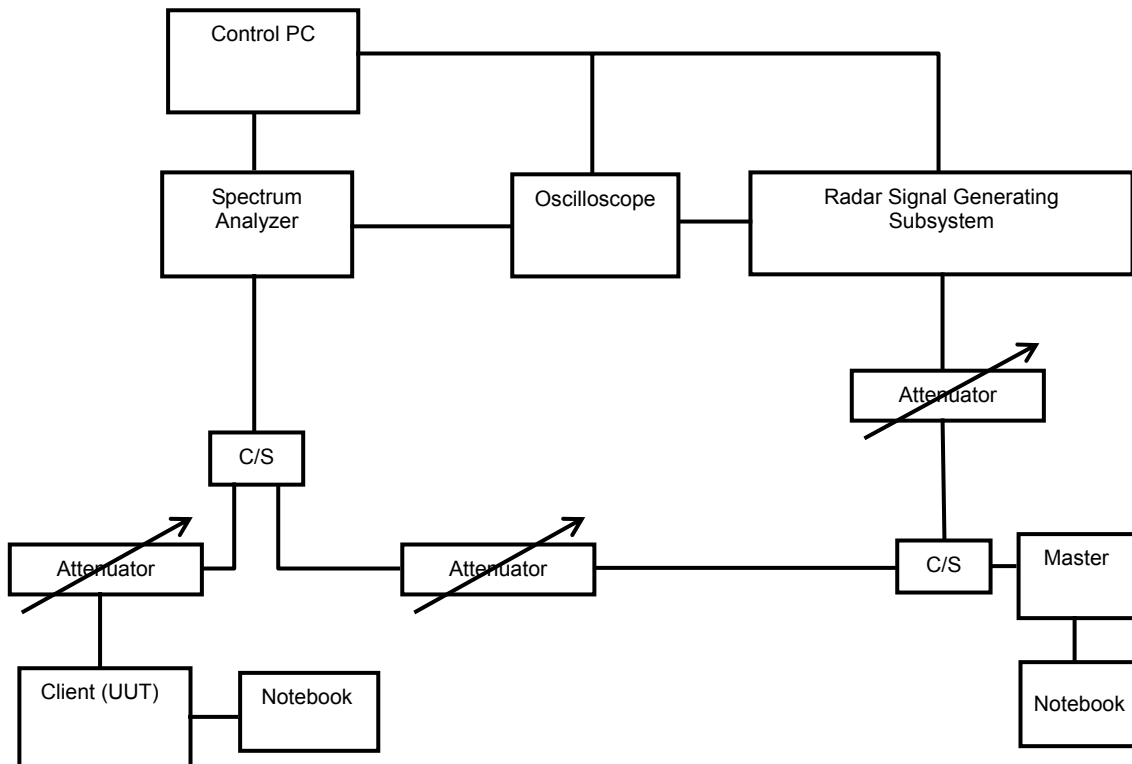 Control PC
Spectrum
Analyzer
Oscilloscope
Radar Signal Generating
Subsystem
Attenuator
C/S
Attenuator
Attenuator
C/S
Master
Client (UUT)
Notebook
Notebook